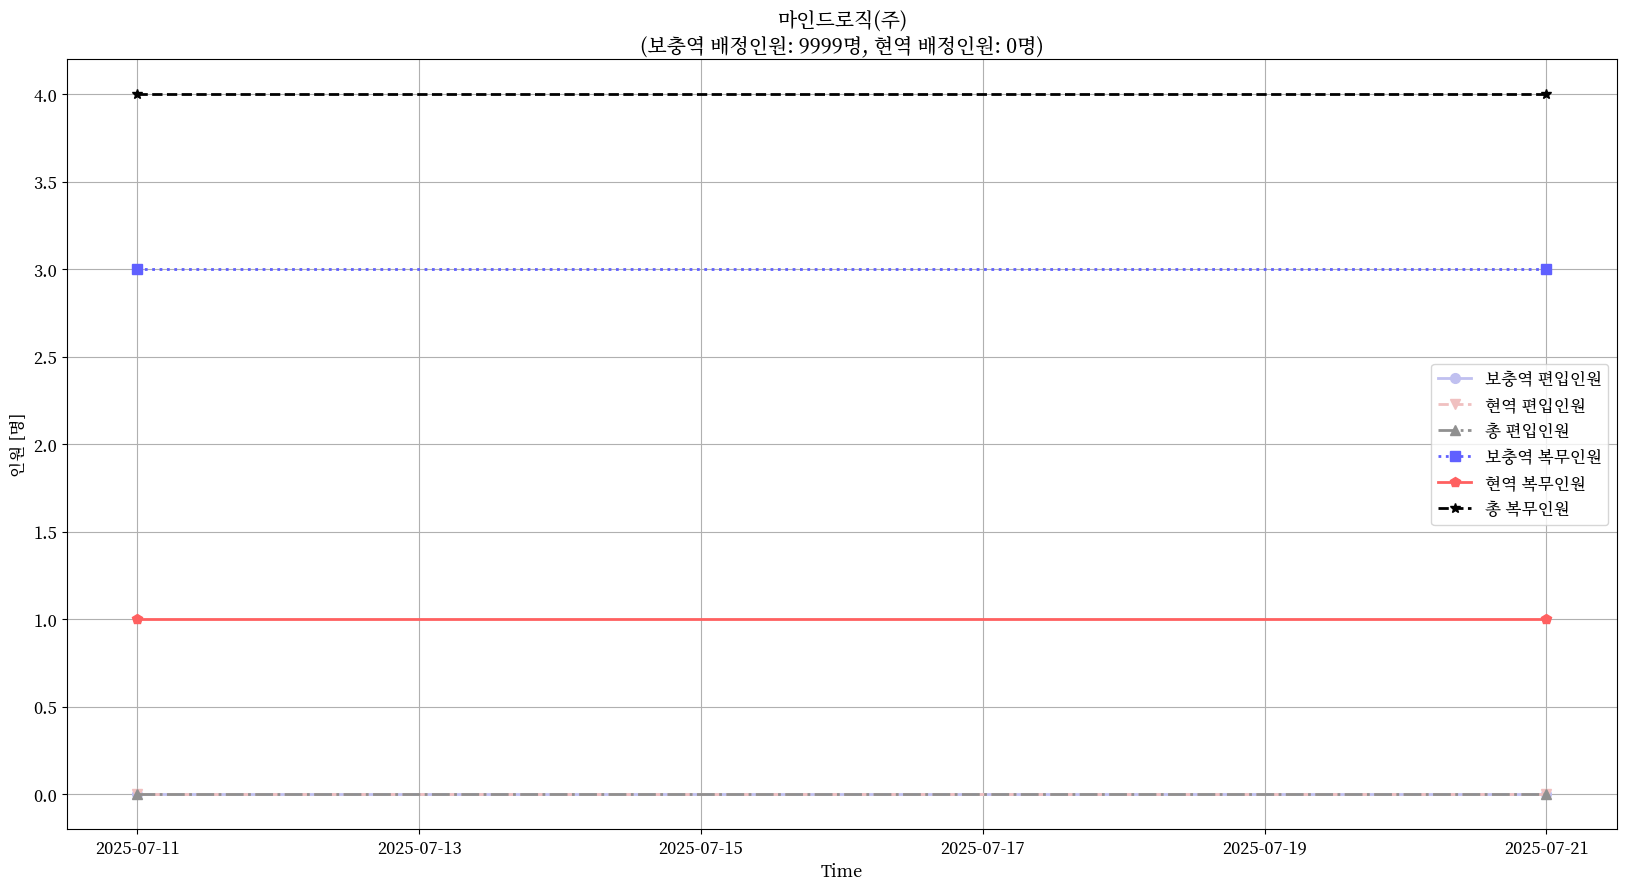 마인드로직(주)
(보충역 배정인원: 9999명, 현역 배정인원: 0명)
인원 [명]
4.0
3.5
3.0
2.5
2.0
1.5
1.0
0.5
0.0
보충역 편입인원
현역 편입인원
총 편입인원
보충역 복무인원
현역 복무인원
총 복무인원
2025-07-11 2025-07-13 2025-07-15 2025-07-17 2025-07-19 2025-07-21
Time